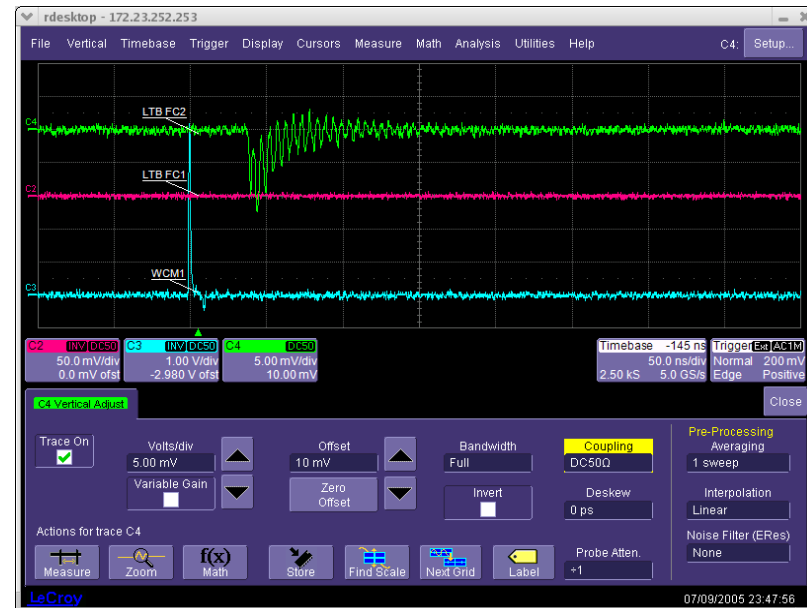 rdesktop - 172.23.252.253
File Vertical Timebase Trigger Display Cursors Measure Math Analysis Utilities Help C4: Setup...
LTB FC2
C4
LTB FC1
C2
WCM1
C3
C2 INV DC50 C3 INV DC50 C4 DC50 Timebase -145 ns Trigger Ext AC1M
50.0 mV/div 1.00 V/div 5.00 mV/div 50.0 ns/div Normal 200 mV
0.0 mV ofst -2.980 V ofst 10.00 mV 2.50 kS 5.0 GS/s Edge Positive
C4 Vertical Adjust Close
Pre-Processing
Trace On Volts/div Offset Bandwidth Coupling Averaging
5.00 mV 10 mV Full DC50Ω 1 sweep
Variable Gain Zero Offset Invert Deskew Interpolation
0 ps Linear
Actions for trace C4 Noise Filter (ERes)
f(x) Probe Atten. None
Measure Zoom Math Store Find Scale Next Grid Label ÷1
LeCroy 07/09/2005 23:47:56